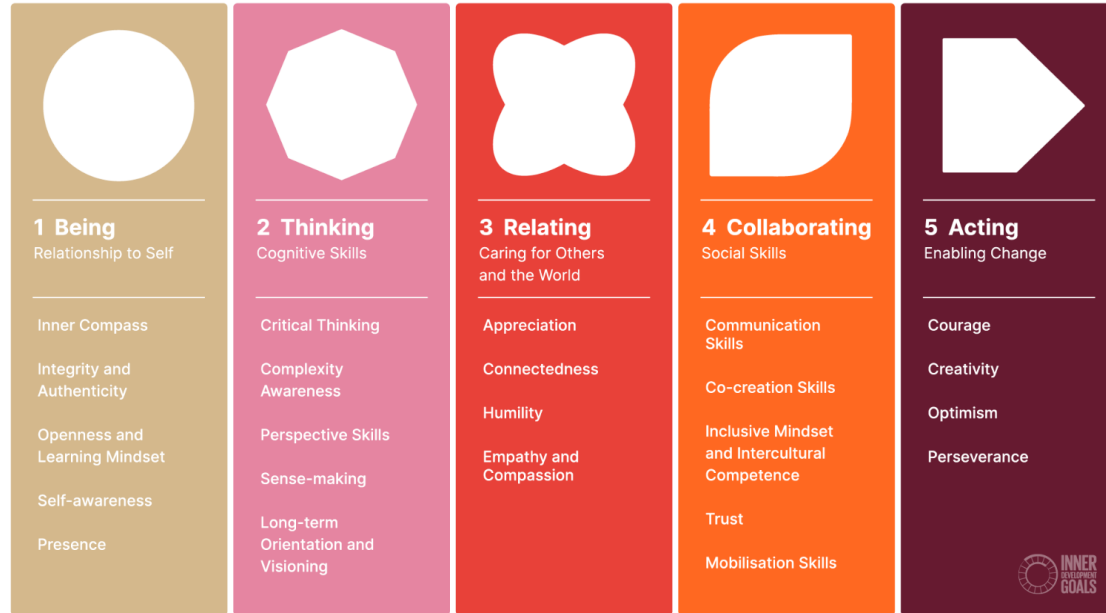 1 Being
Relationship to Self
Inner Compass
Integrity and
Authenticity
Openness and
Learning Mindset
Self-awareness
Presence
2 Thinking
Cognitive Skills
Critical Thinking
Complexity
Awareness
Perspective Skills
Sense-making
Long-term
Orientation and
Visioning
3 Relating
Caring for Others
and the World
Appreciation
Connectedness
Humility
Empathy and
Compassion
4 Collaborating
Social Skills
Communication
Skills
Co-creation Skills
Inclusive Mindset
and Intercultural
Competence
Trust
Mobilisation Skills
5 Acting
Enabling Change
Courage
Creativity
Optimism
Perseverance
INNER
DEVELOPMENT
GOALS